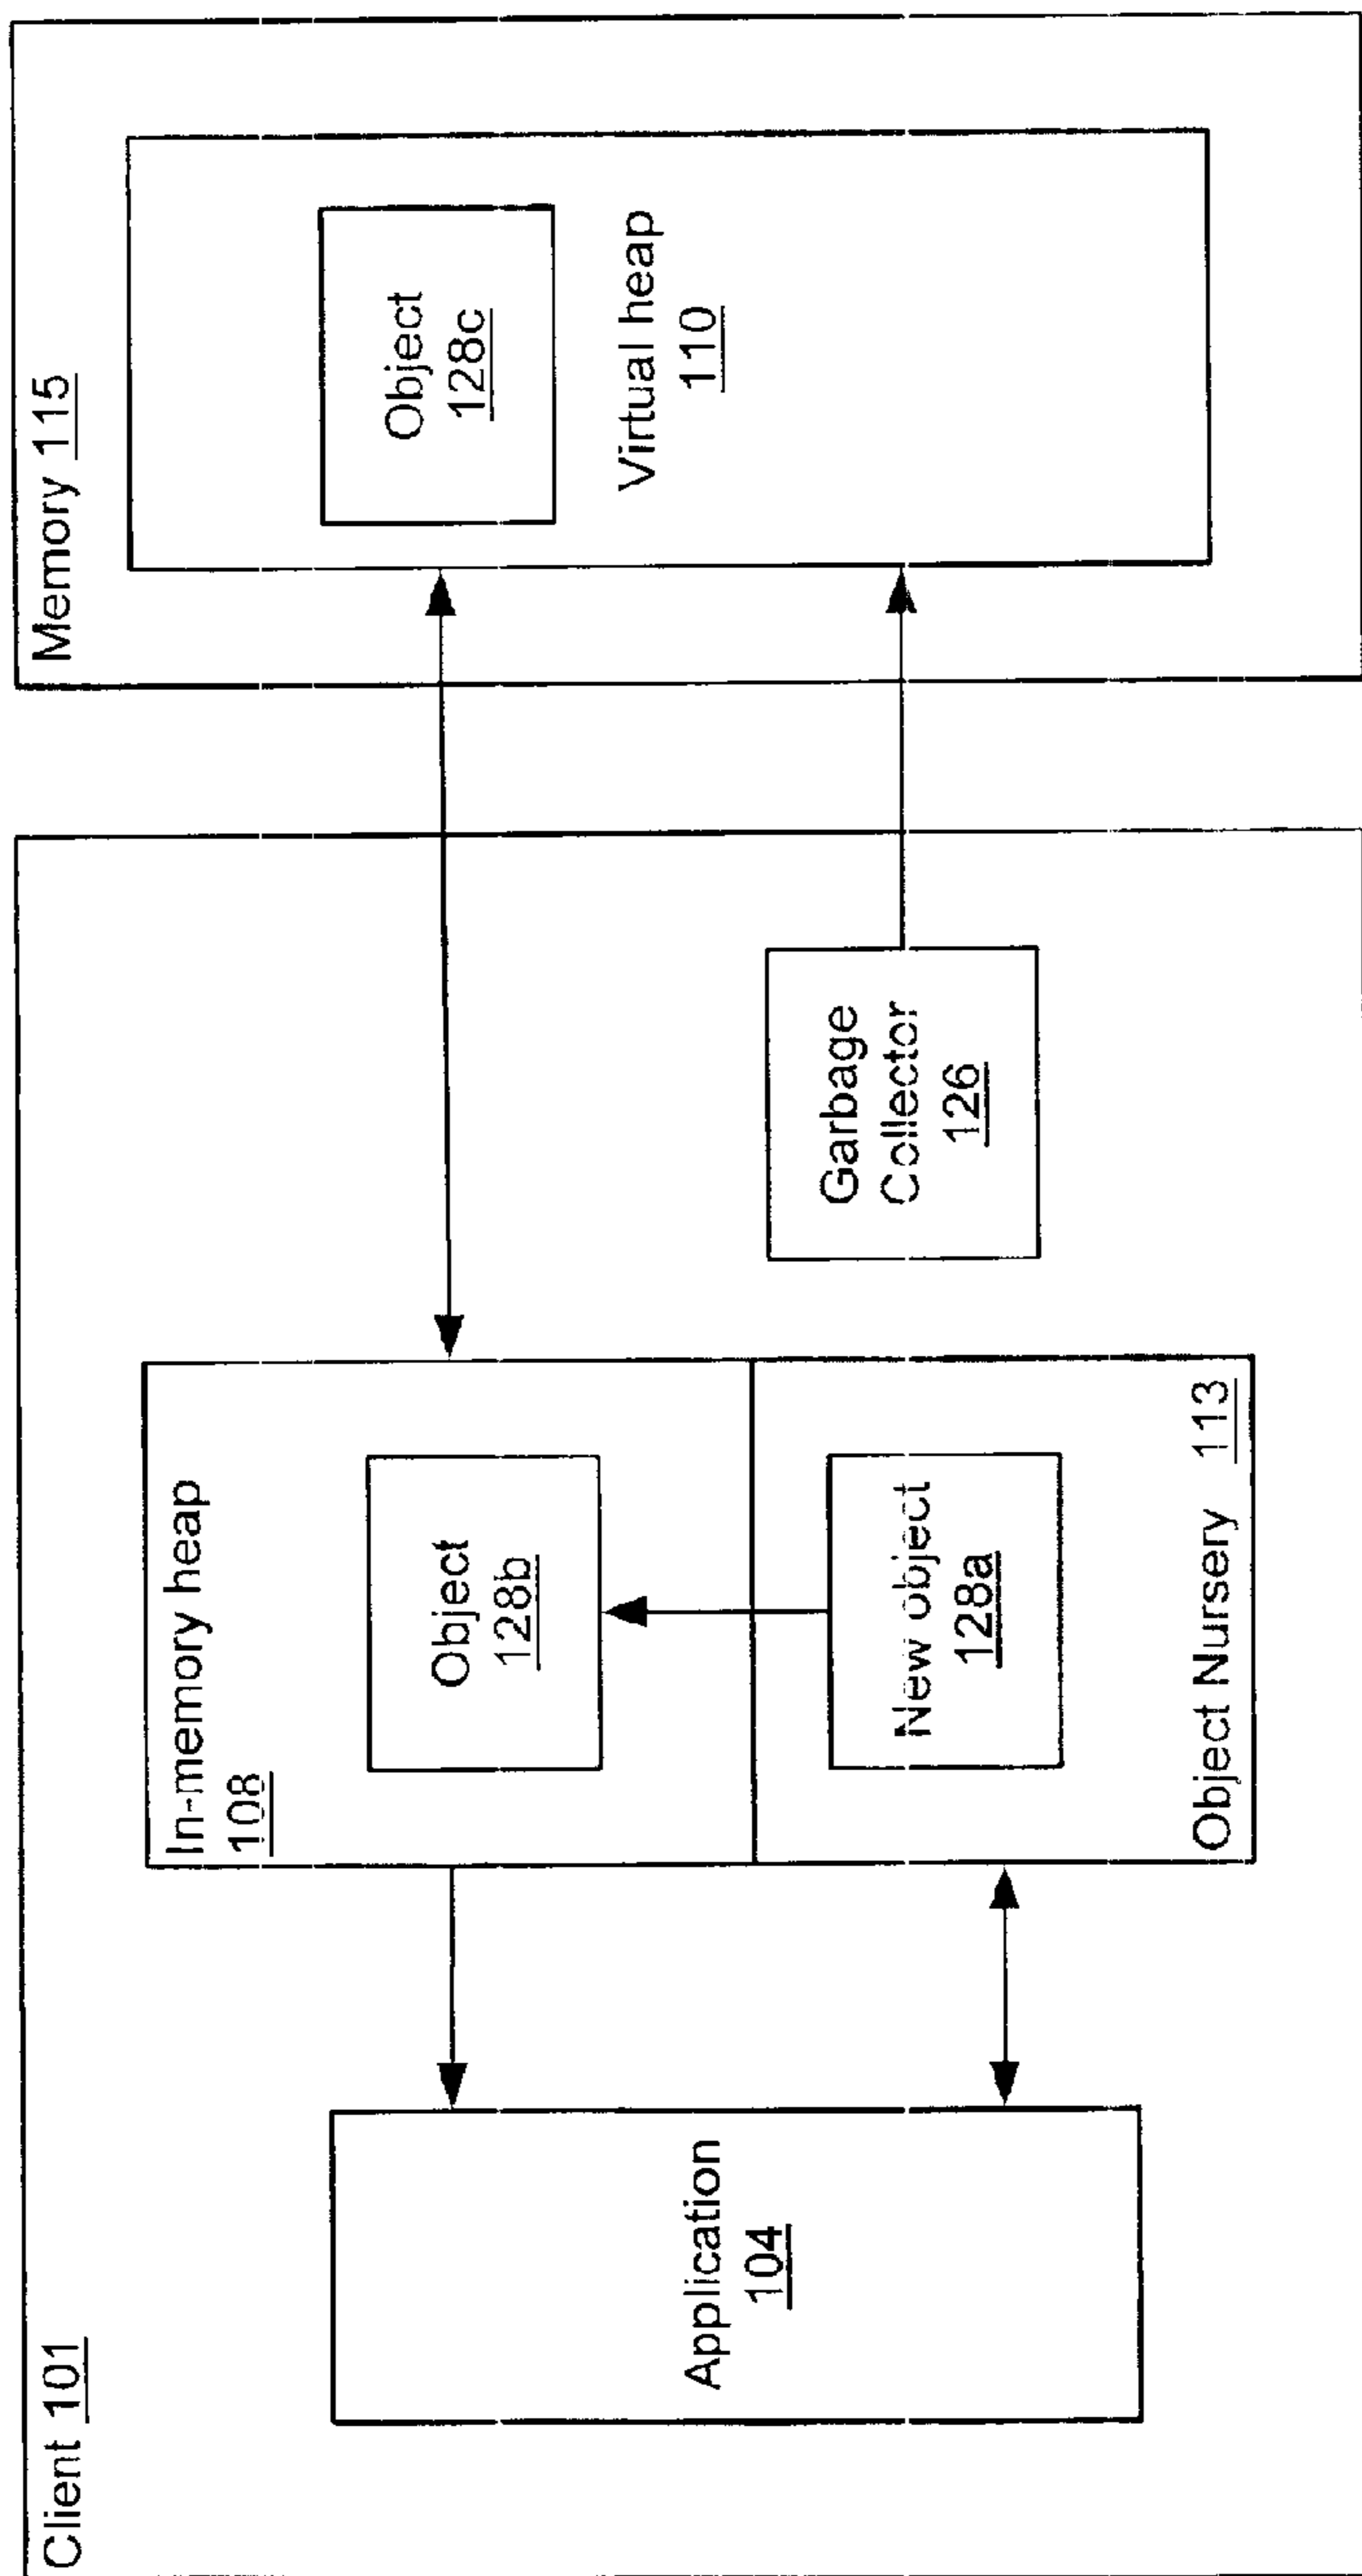 Client 101
Application
104
In-memory heap
108
Object
128b
New object
128a
Object Nursery 113
Garbage
Collector
126
Memory 115
Object
128c
Virtual heap
110